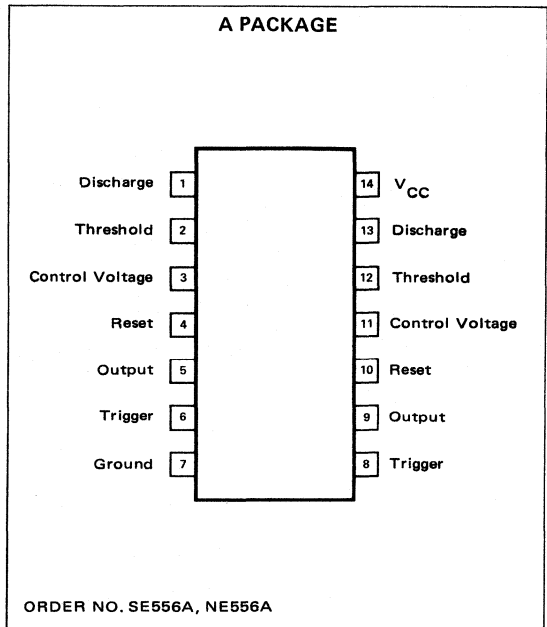 A PACKAGE
Discharge 1 14 VCC
Threshold 2 13 Discharge
Control Voltage 3 12 Threshold
Reset 4 11 Control Voltage
Output 5 10 Reset
Trigger 6 9 Output
Ground 7 8 Trigger
ORDER NO. SE556A, NE556A